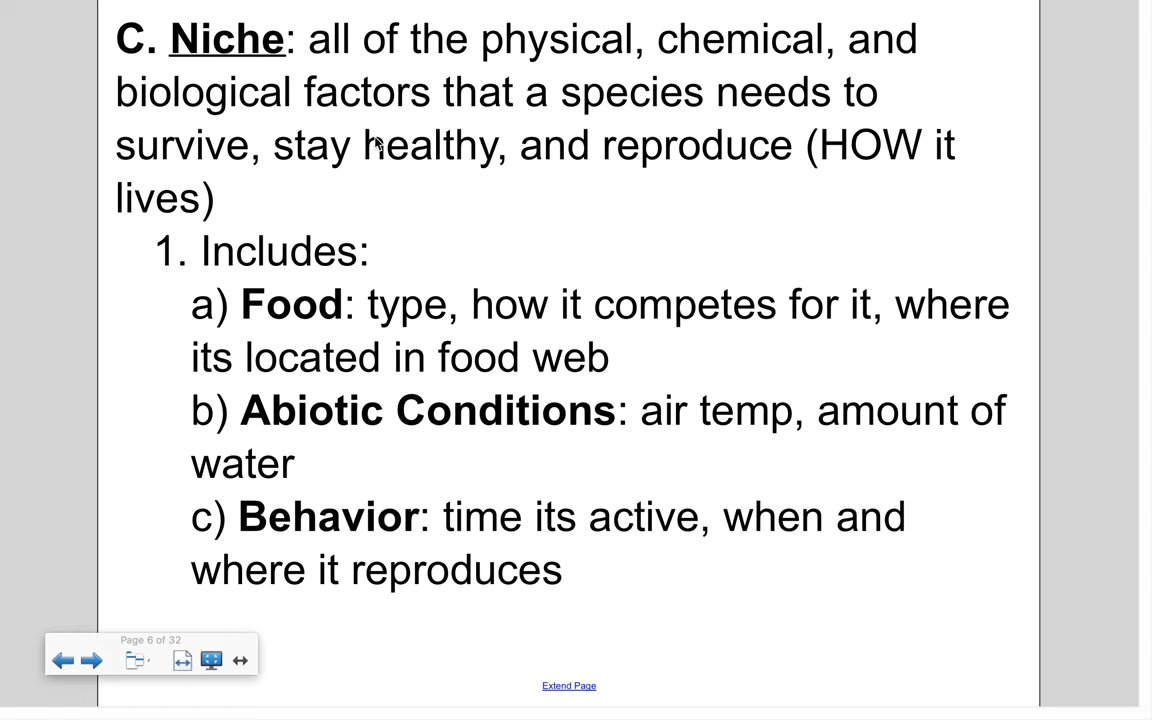 C. Niche: all of the physical, chemical, and
biological factors that a species needs to
survive, stay healthy, and reproduce (HOW it
lives)
1. Includes:
a) Food: type, how it competes for it, where
its located in food web
b) Abiotic Conditions: air temp, amount of
water
c) Behavior: time its active, when and
where it reproduces
Page 6 of 32
Extend Page